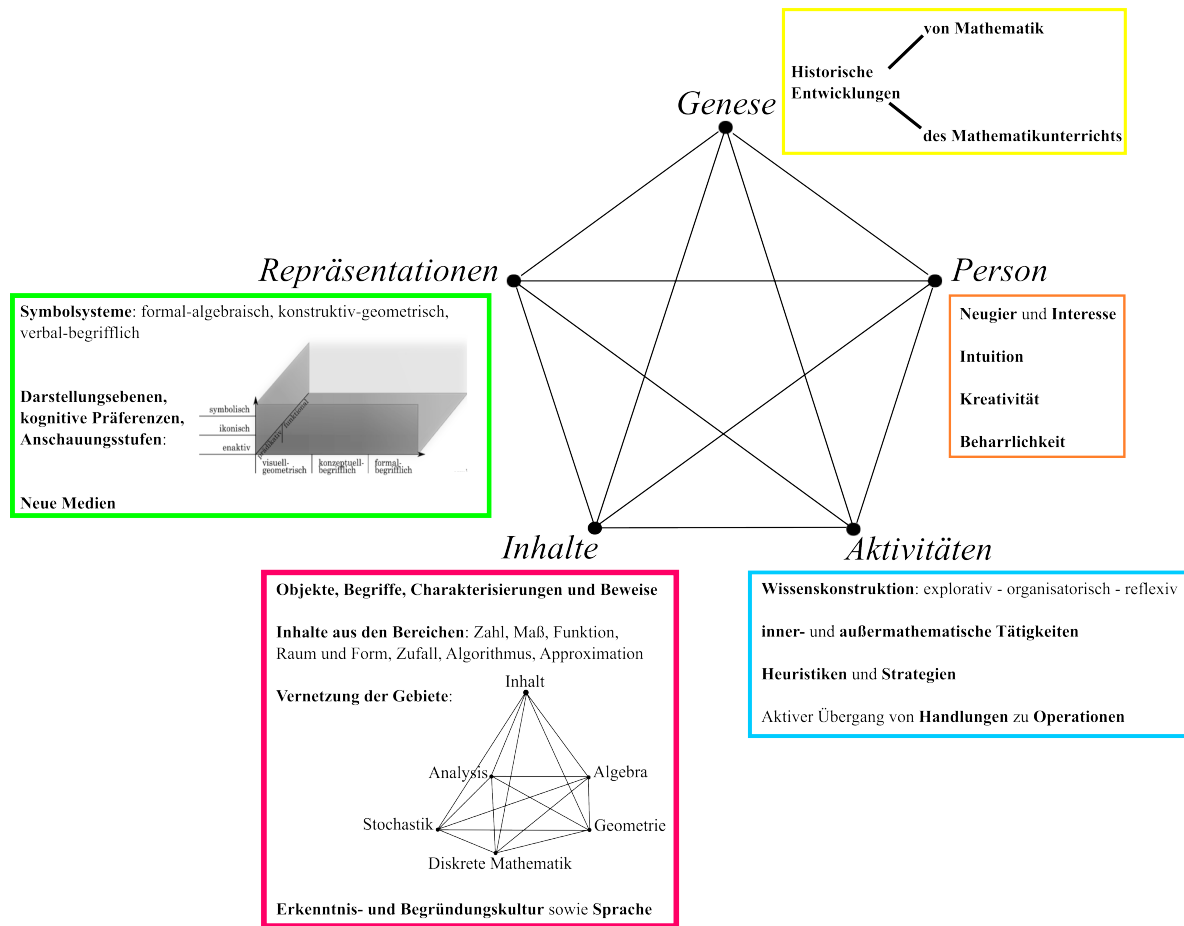 von Mathematik
Historische
Entwicklungen
des Mathematikunterrichts
Genese
Repräsentationen
Person
Symbolsysteme: formal-algebraisch, konstruktiv-geometrisch,
verbal-begrifflich
Darstellungsebenen,
kognitive Präferenzen,
Anschauungsstufen:
symbolisch
ikonisch
enaktiv
prädikativ
funktional
visuell-
geometrisch
konzeptuell-
begrifflich
formal-
begrifflich
Neue Medien
Neugier und Interesse
Intuition
Kreativität
Beharrlichkeit
Inhalte
Aktivitäten
Objekte, Begriffe, Charakterisierungen und Beweise
Inhalte aus den Bereichen: Zahl, Maß, Funktion,
Raum und Form, Zufall, Algorithmus, Approximation
Vernetzung der Gebiete:
Inhalt
Analysis
Algebra
Stochastik
Geometrie
Diskrete Mathematik
Erkenntnis- und Begründungskultur sowie Sprache
Wissenskonstruktion: explorativ - organisatorisch - reflexiv
inner- und außermathematische Tätigkeiten
Heuristiken und Strategien
Aktiver Übergang von Handlungen zu Operationen